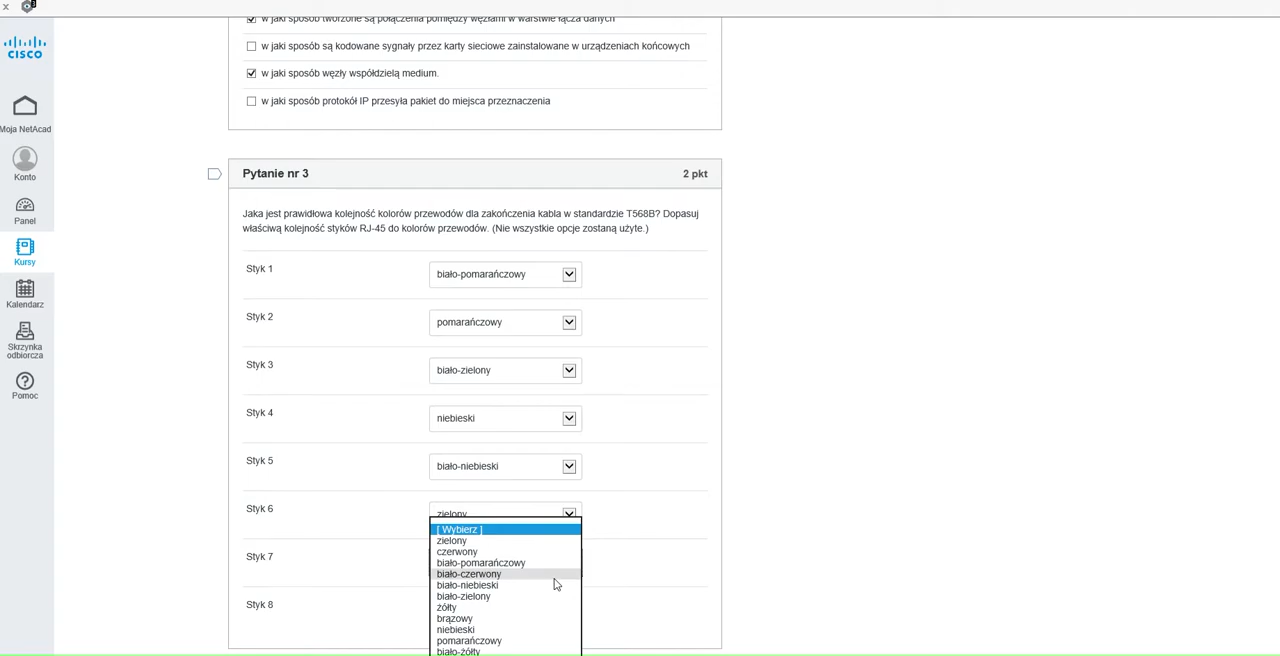 x
3
w jaki sposób tworzone są połączenia pomiędzy węzłami w warstwie łącza danych
CISCO
w jaki sposób są kodowane sygnały przez karty sieciowe zainstalowane w urządzeniach końcowych
w jaki sposób węzły współdzielą medium.
w jaki sposób protokół IP przesyła pakiet do miejsca przeznaczenia
Moja NetAcad
Konto
Panel
Kursy
Kalendarz
Skrzynka
odbiorcza
Pomoc
Pytanie nr 3
2 pkt
Jaka jest prawidłowa kolejność kolorów przewodów dla zakończenia kabla w standardzie T568B? Dopasuj
właściwą kolejność styków RJ-45 do kolorów przewodów. (Nie wszystkie opcje zostaną użyte.)
Styk 1
biało-pomarańczowy
Styk 2
pomarańczowy
Styk 3
biało-zielony
Styk 4
niebieski
Styk 5
biało-niebieski
Styk 6
zielony
Styk 7
Styk 8
[ Wybierz ]
zielony
czerwony
biało-pomarańczowy
biało-czerwony
biało-niebieski
biało-zielony
żółty
brązowy
niebieski
pomarańczowy
biało-żółty